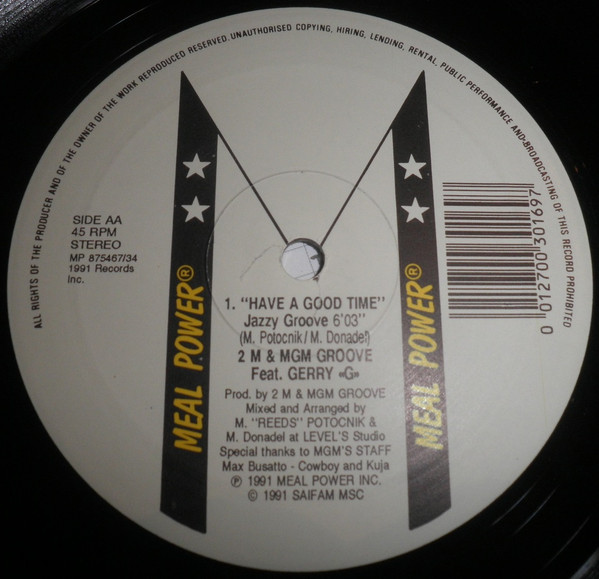 ALL RIGHTS OF THE PRODUCER AND OF THE OWNER OF THE WORK REPRODUCED RESERVED. UNAUTHORISED COPYING, HIRING, LENDING, RENTAL, PUBLIC PERFORMANCE AND BROADCASTING OF THIS RECORD PROHIBITED
SIDE AA
45 RPM
STEREO
MP 875467/34
1991 Records
Inc.
MEAL POWER®
MEAL POWER®
0 012700 301697
1. "HAVE A GOOD TIME"
Jazzy Groove 6'03"
(M. Potocnik / M. Donadel)
2 M & MGM GROOVE
Feat. GERRY «G»
Prod. by 2 M & MGM GROOVE
Mixed and Arranged by
M. "REEDS" POTOCNIK &
M. Donadel at LEVEL'S Studio
Special thanks to MGM'S STAFF
Max Busatto - Cowboy and Kuja
℗ 1991 MEAL POWER INC.
© 1991 SAIFAM MSC